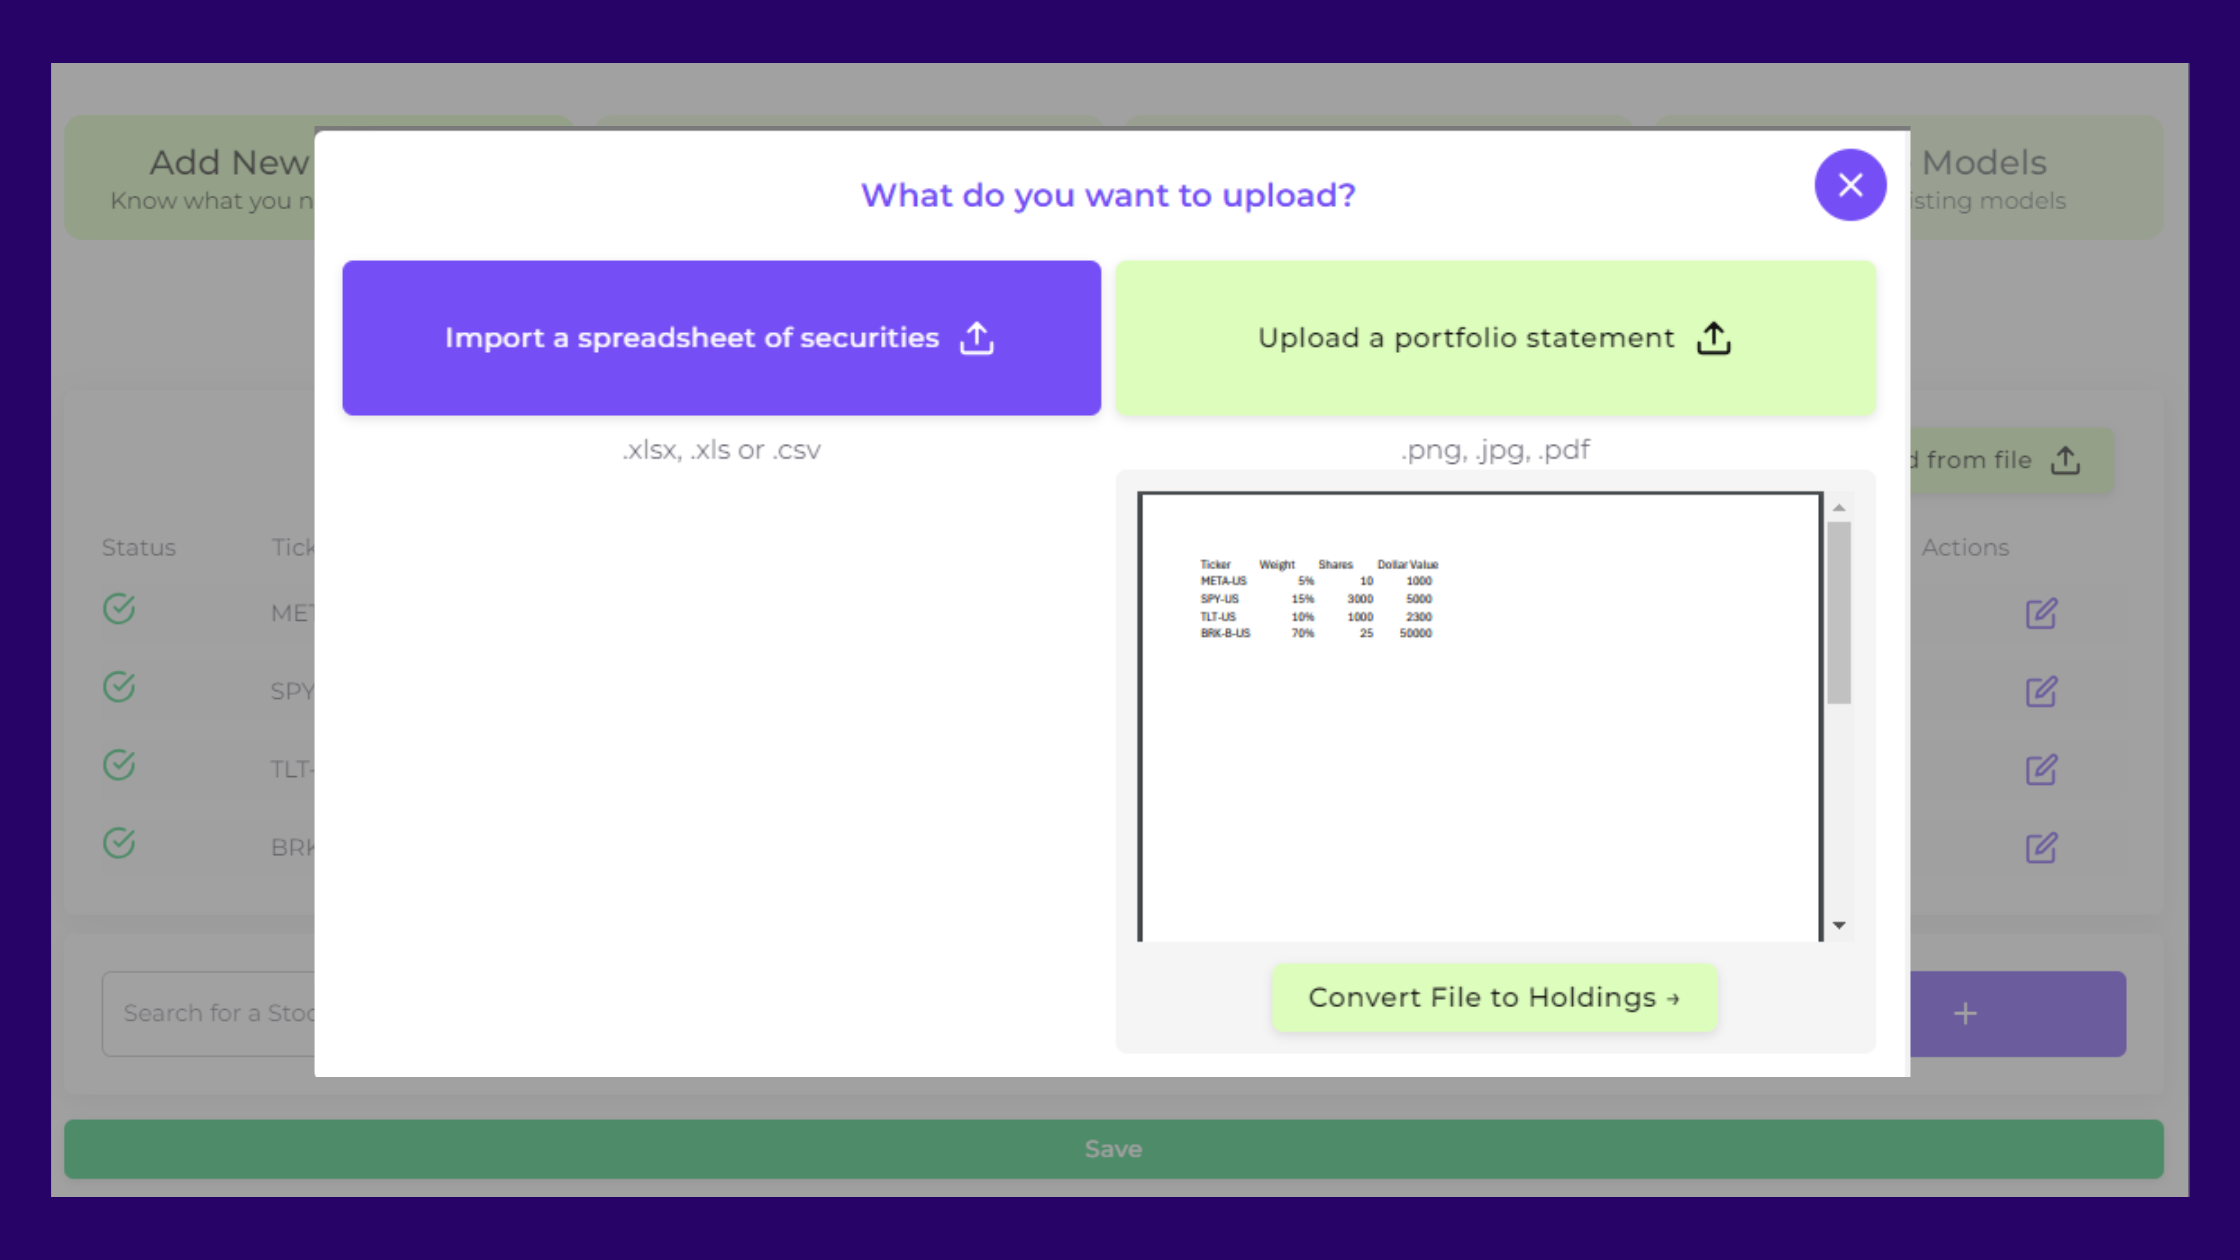 Add New
Know what you n
Models
isting models
What do you want to upload?
Import a spreadsheet of securities
.xlsx, .xls or .csv
Upload a portfolio statement
.png, .jpg, .pdf
d from file
Status Tick Actions
Ticker Weight Shares Dollar Value
META-US 5% 10 1000
SPY-US 15% 3000 5000
TLT-US 10% 1000 2300
BRK-B-US 70% 25 50000
MET
SPY
TLT-
BRK
Convert File to Holdings →
Search for a Stoc
+
Save